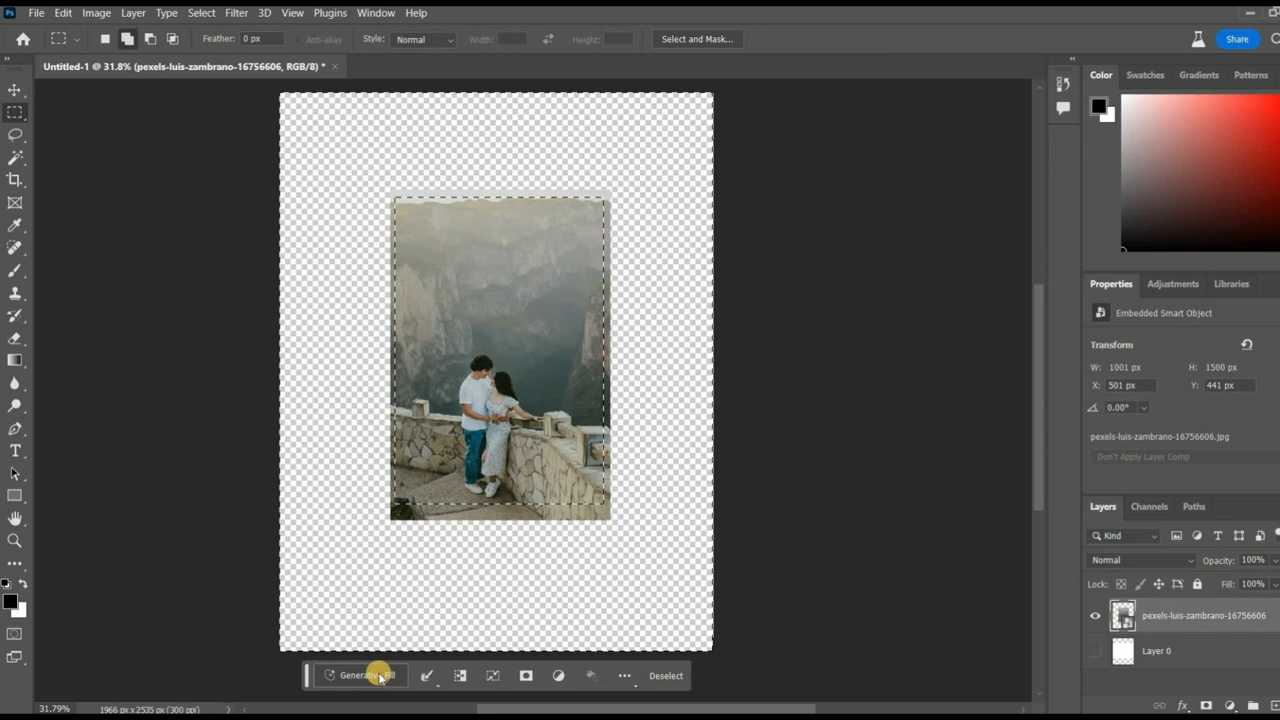 Ps File Edit Image Layer Type Select Filter 3D View Plugins Window Help
Feather: 0 px Anti-alias Style: Normal Width: Height: Select and Mask... Share
Untitled-1 @ 31.8% (pexels-luis-zambrano-16756606, RGB/8) * ×
Color Swatches Gradients Patterns
Properties Adjustments Libraries
Embedded Smart Object
Transform
W: 1001 px H: 1500 px
X: 501 px Y: 441 px
0.00°
pexels-luis-zambrano-16756606.jpg
Don't Apply Layer Comp
Layers Channels Paths
Kind
Normal Opacity: 100%
Lock: Fill: 100%
pexels-luis-zambrano-16756606
Layer 0
Deselect
31.79% 1966 px x 2535 px (300 ppi)